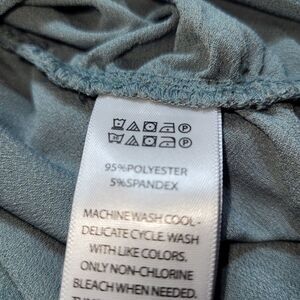 95%POLYESTER
5%SPANDEX
MACHINE WASH COOL -
DELICATE CYCLE. WASH
WITH LIKE COLORS.
ONLY NON-CHLORINE
BLEACH WHEN NEEDED.